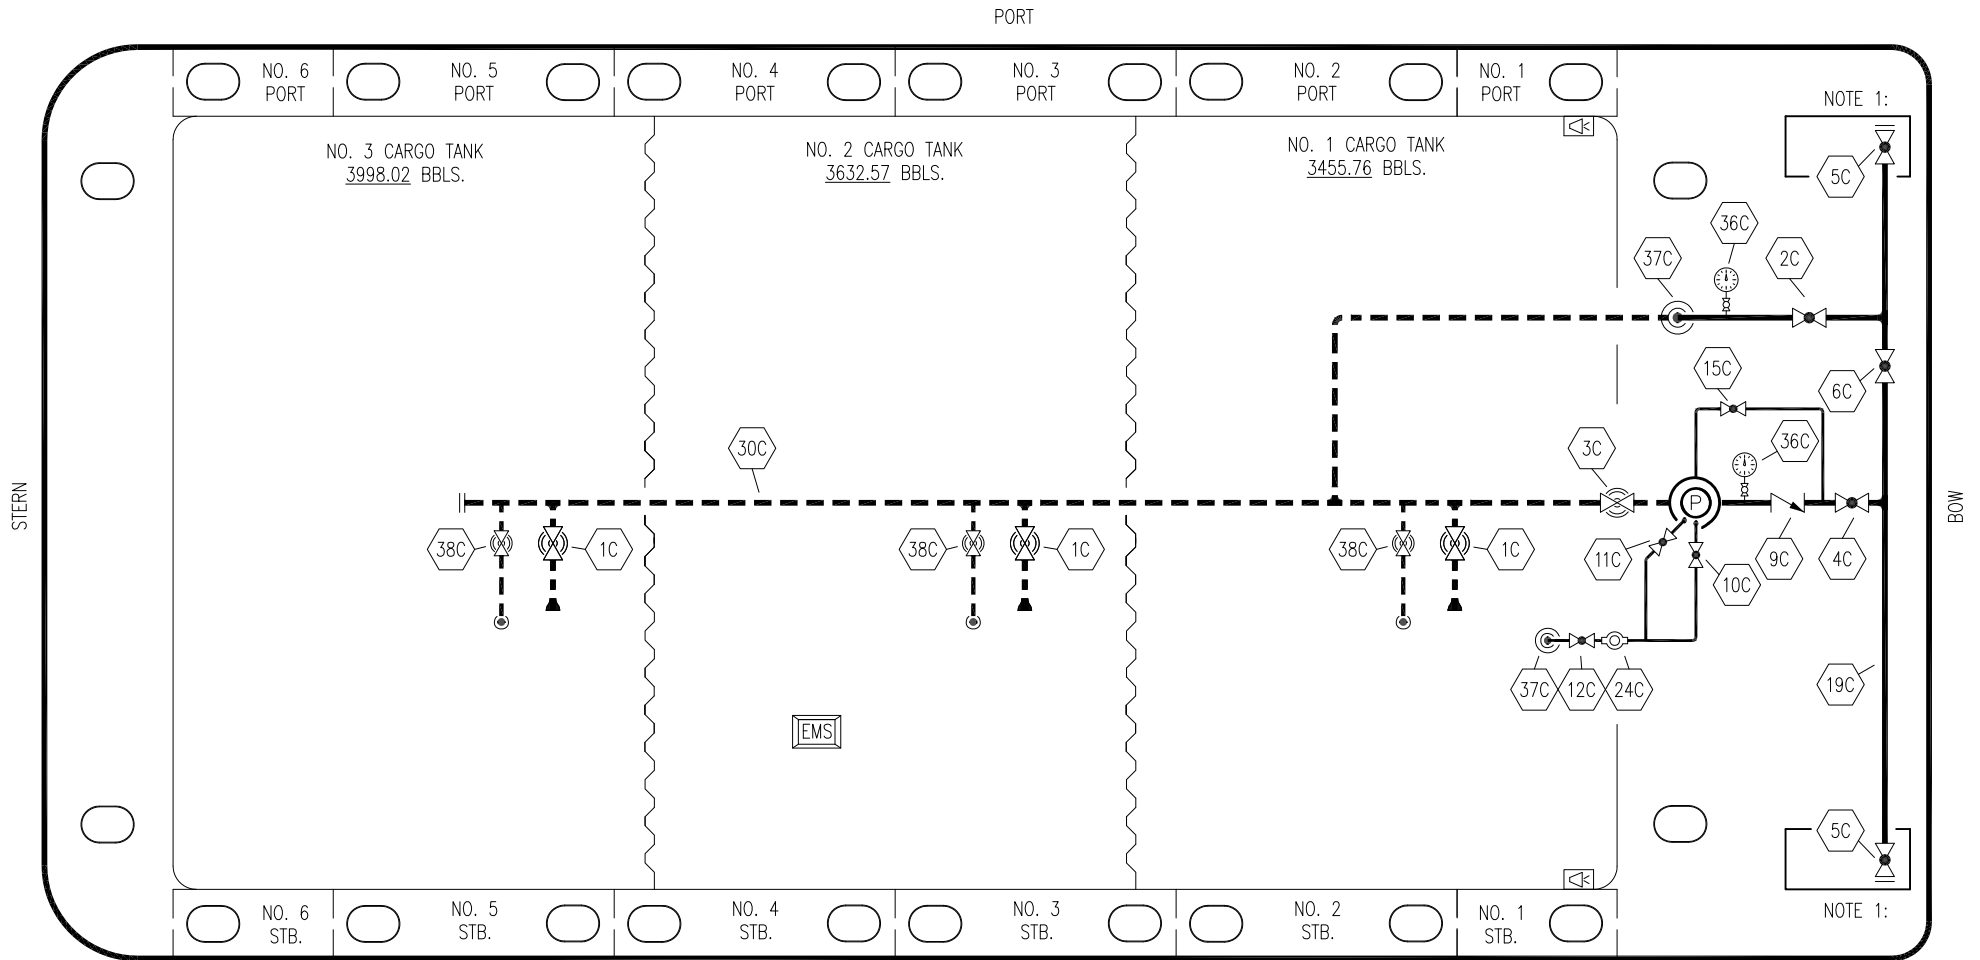 PORT
NO. 6
PORT
NO. 5
PORT
NO. 4
PORT
NO. 3
PORT
NO. 2
PORT
NO. 1
PORT
NOTE 1:
NO. 3 CARGO TANK
3998.02 BBLS.
NO. 2 CARGO TANK
3632.57 BBLS.
NO. 1 CARGO TANK
3455.76 BBLS.
5C
36C
37C
2C
15C
6C
30C
3C
36C
STERN
P
BOW
38C
1C
38C
1C
38C
1C
11C
10C
9C
4C
37C
12C
24C
19C
EMS
5C
NO. 6
STB.
NO. 5
STB.
NO. 4
STB.
NO. 3
STB.
NO. 2
STB.
NO. 1
STB.
NOTE 1: